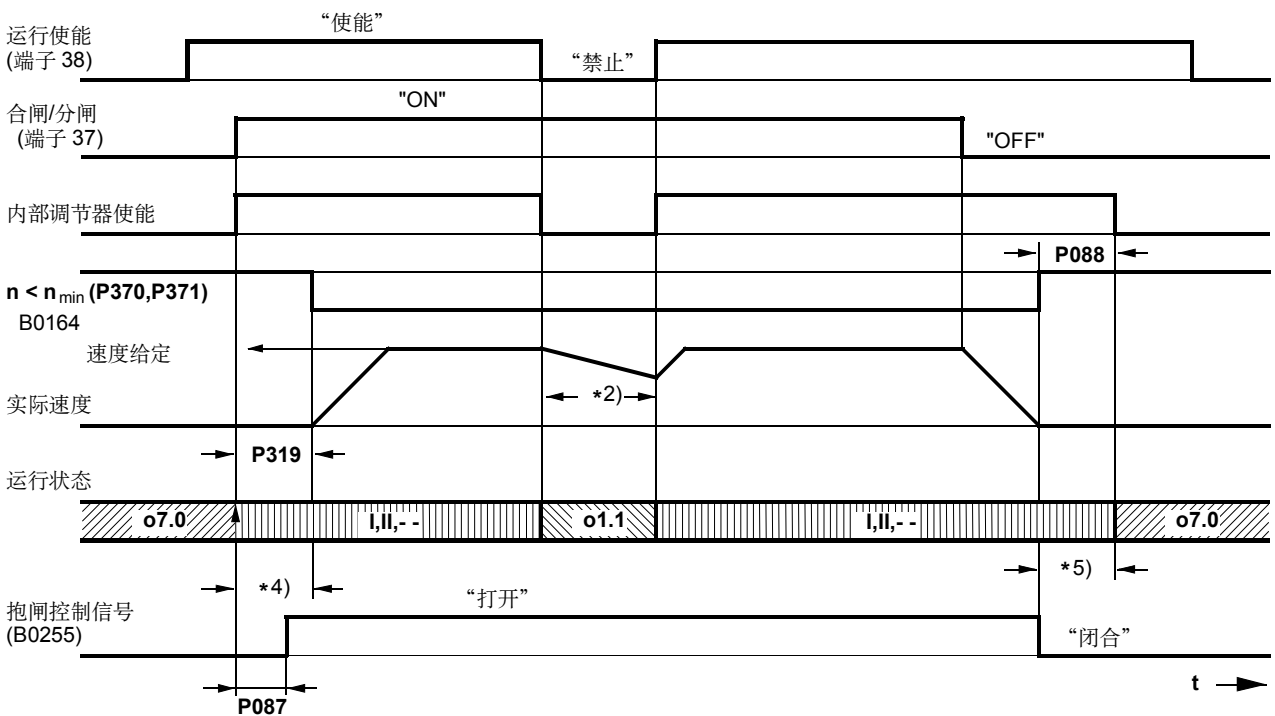 运行使能
(端子 38)
“使能”
“禁止”
合闸/分闸
(端子 37)
"ON"
"OFF"
内部调节器使能
P088
n < n min (P370,P371)
B0164
速度给定
*2)
实际速度
P319
运行状态
o7.0
I,II,- -
o1.1
I,II,- -
o7.0
*4)
*5)
抱闸控制信号
(B0255)
“打开”
“闭合”
t
P087